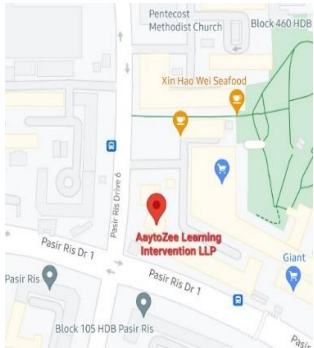 Pentecost
Methodist Church
Block 460 HDB
Xin Hao Wei Seafood
Pasir Ris Drive 6
AaytoZee Learning
Intervention LLP
Pasir Ris Dr 1
Giant
Pasir Ris
Pasir Ris Dr 1
Block 105 HDB Pasir Ris
Pasir